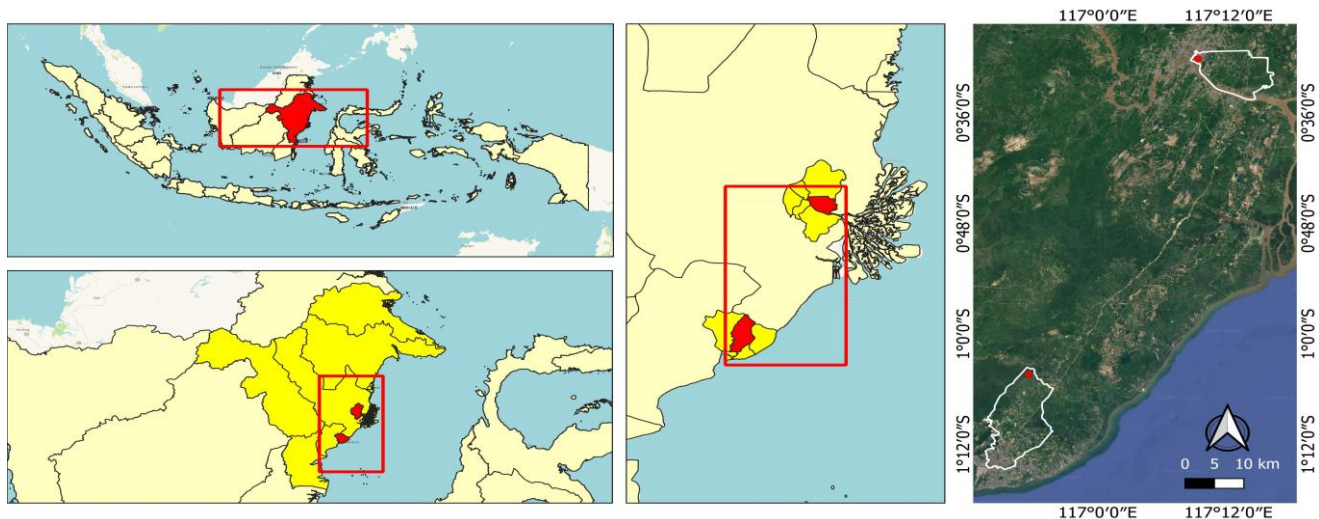 117°0′0″E 117°12′0″E
0°36′0″S 0°36′0″S
0°48′0″S 0°48′0″S
1°0′0″S 1°0′0″S
1°12′0″S 1°12′0″S
0 5 10 km
117°0′0″E 117°12′0″E